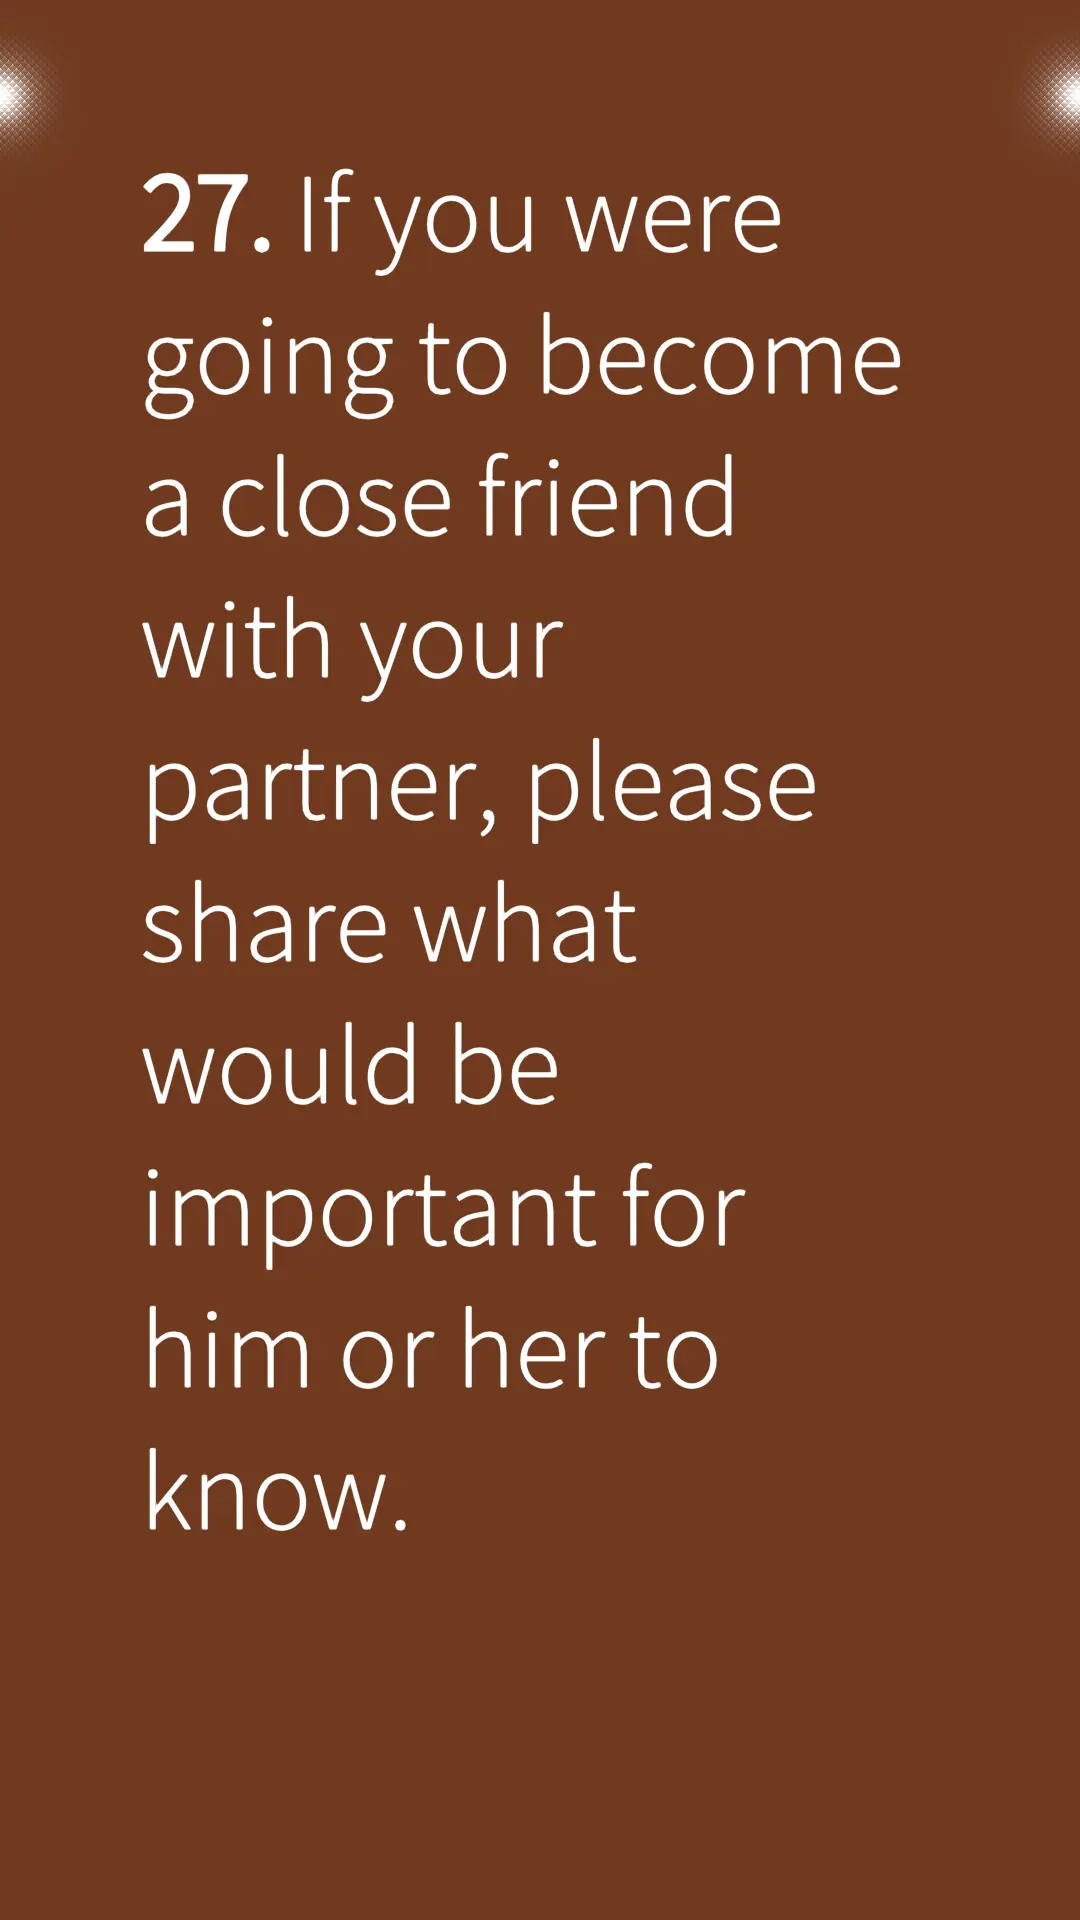 27. If you were
going to become
a close friend
with your
partner, please
share what
would be
important for
him or her to
know.